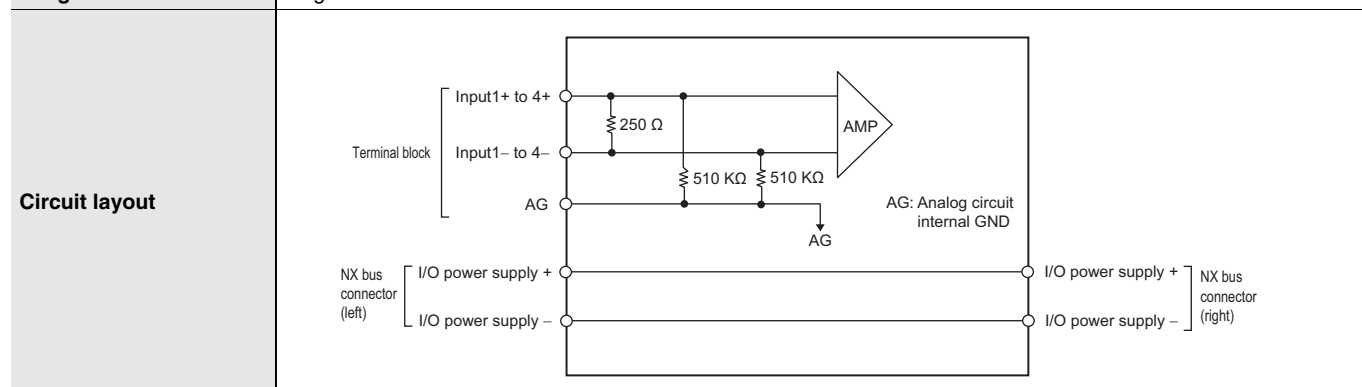 Circuit layout
Input1+ to 4+
250 Ω
AMP
Terminal block
Input1− to 4−
510 KΩ
510 KΩ
AG
AG: Analog circuit
internal GND
AG
NX bus
connector
(left)
I/O power supply +
I/O power supply −
I/O power supply +
I/O power supply −
NX bus
connector
(right)